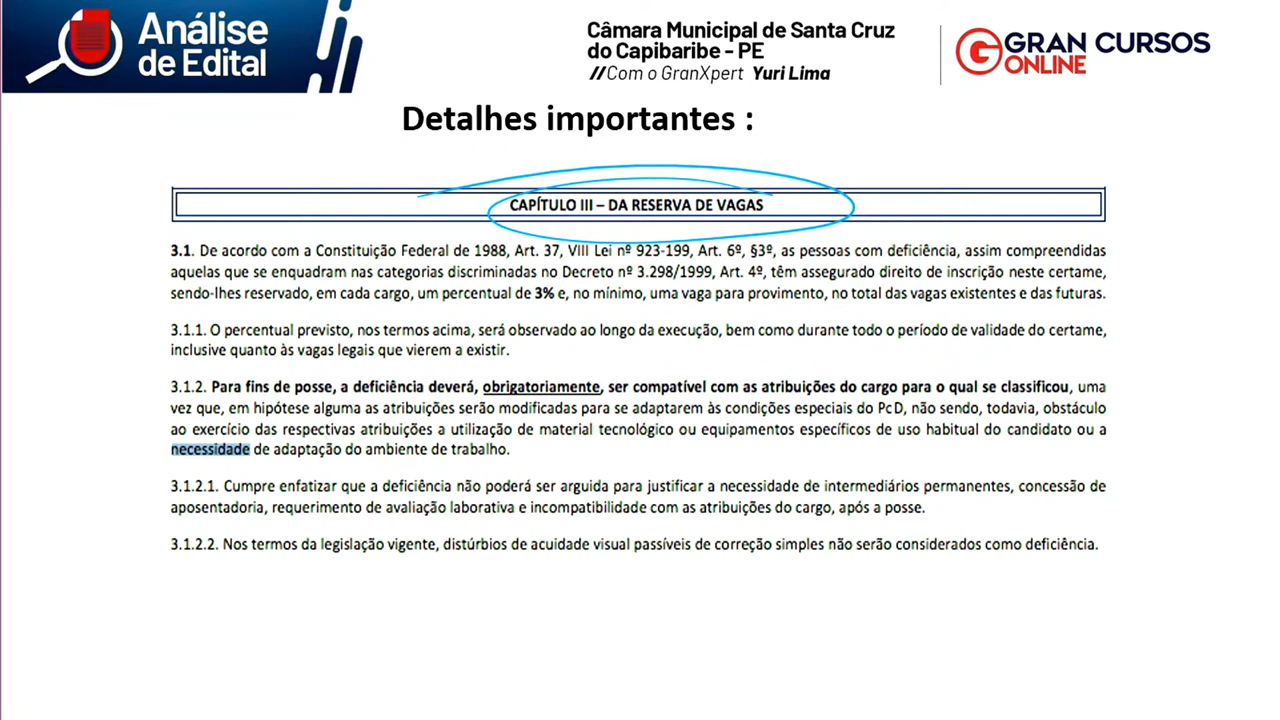 Análise
de Edital
Câmara Municipal de Santa Cruz
do Capibaribe - PE
//Com o GranXpert Yuri Lima
G GRAN CURSOS
ONLINE
Detalhes importantes :
CAPÍTULO III – DA RESERVA DE VAGAS
3.1. De acordo com a Constituição Federal de 1988, Art. 37, VIII Lei nº 923-199, Art. 6º, §3º, as pessoas com deficiência, assim compreendidas
aquelas que se enquadram nas categorias discriminadas no Decreto nº 3.298/1999, Art. 4º, têm assegurado direito de inscrição neste certame,
sendo-lhes reservado, em cada cargo, um percentual de 3% e, no mínimo, uma vaga para provimento, no total das vagas existentes e das futuras.
3.1.1. O percentual previsto, nos termos acima, será observado ao longo da execução, bem como durante todo o período de validade do certame,
inclusive quanto às vagas legais que vierem a existir.
3.1.2. Para fins de posse, a deficiência deverá, obrigatoriamente, ser compatível com as atribuições do cargo para o qual se classificou, uma
vez que, em hipótese alguma as atribuições serão modificadas para se adaptarem às condições especiais do PcD, não sendo, todavia, obstáculo
ao exercício das respectivas atribuições a utilização de material tecnológico ou equipamentos específicos de uso habitual do candidato ou a
necessidade de adaptação do ambiente de trabalho.
3.1.2.1. Cumpre enfatizar que a deficiência não poderá ser arguida para justificar a necessidade de intermediários permanentes, concessão de
aposentadoria, requerimento de avaliação laborativa e incompatibilidade com as atribuições do cargo, após a posse.
3.1.2.2. Nos termos da legislação vigente, distúrbios de acuidade visual passíveis de correção simples não serão considerados como deficiência.